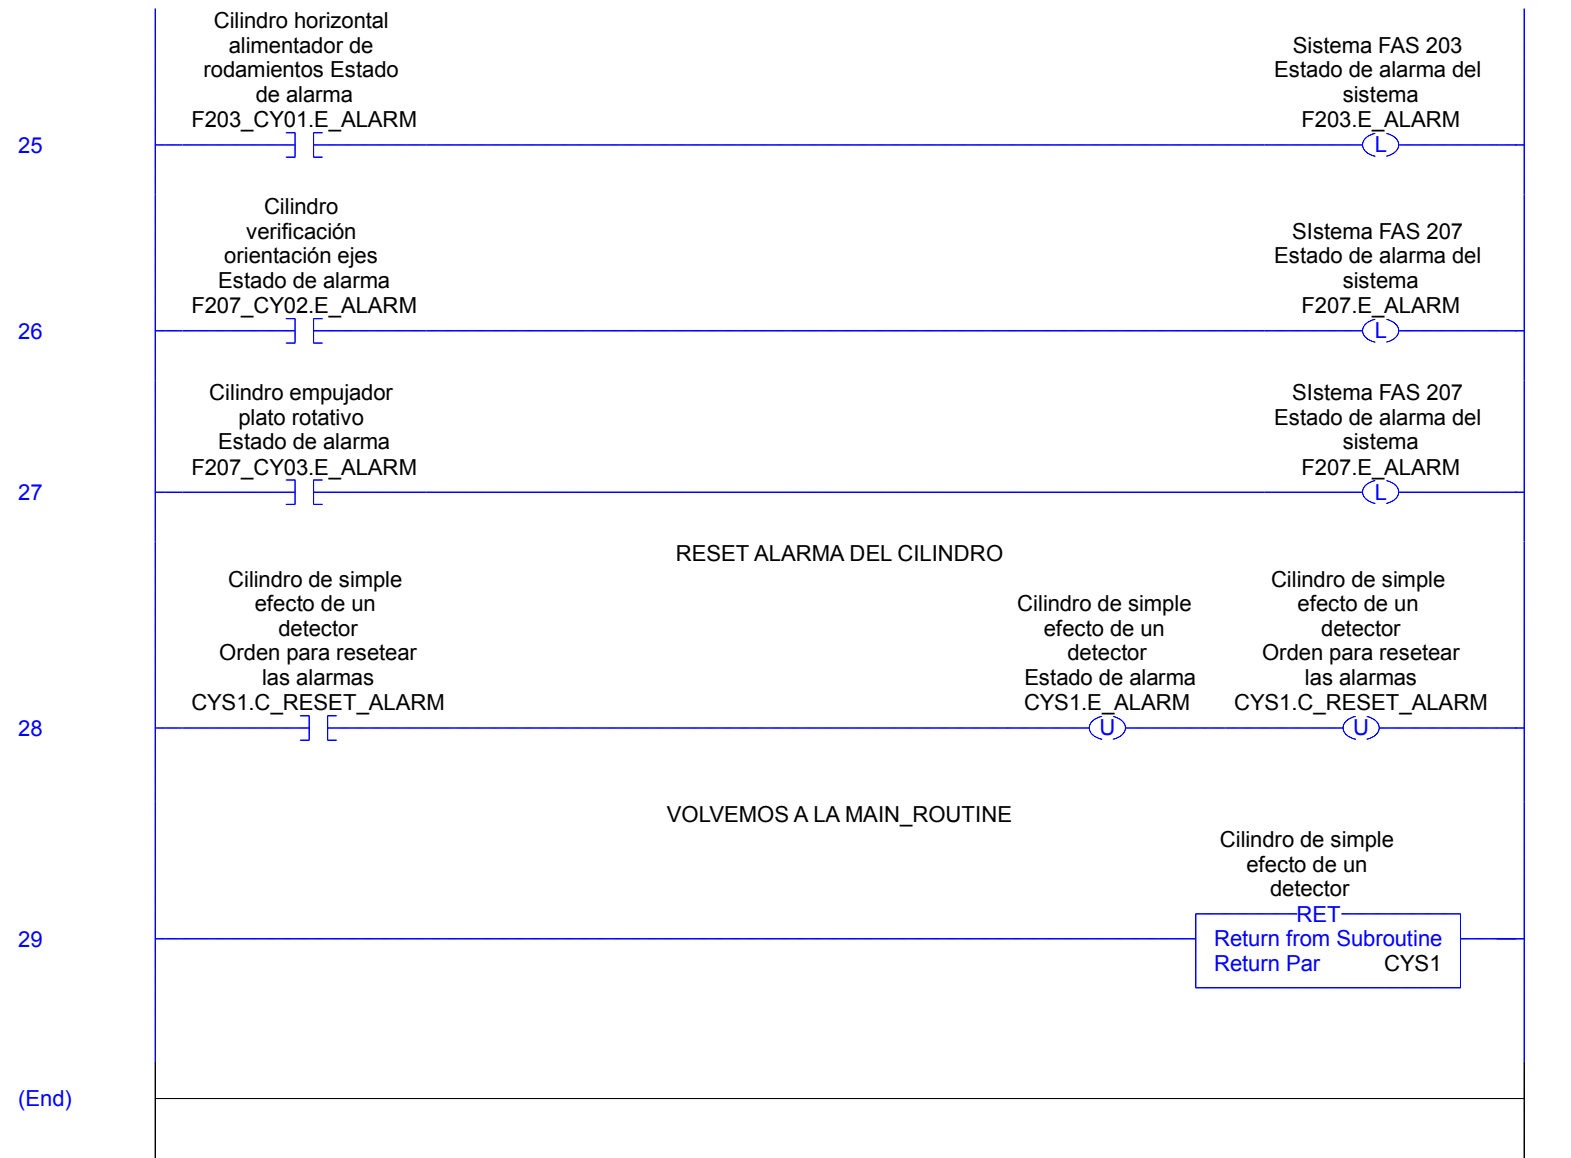 Cilindro horizontal
alimentador de
rodamientos Estado
de alarma
F203_CY01.E_ALARM
Sistema FAS 203
Estado de alarma del
sistema
F203.E_ALARM
25
L
Cilindro
verificación
orientación ejes
Estado de alarma
F207_CY02.E_ALARM
SIstema FAS 207
Estado de alarma del
sistema
F207.E_ALARM
26
L
Cilindro empujador
plato rotativo
Estado de alarma
F207_CY03.E_ALARM
SIstema FAS 207
Estado de alarma del
sistema
F207.E_ALARM
27
L
RESET ALARMA DEL CILINDRO
Cilindro de simple
efecto de un
detector
Orden para resetear
las alarmas
CYS1.C_RESET_ALARM
Cilindro de simple
efecto de un
detector
Estado de alarma
CYS1.E_ALARM
Cilindro de simple
efecto de un
detector
Orden para resetear
las alarmas
CYS1.C_RESET_ALARM
28
U
U
VOLVEMOS A LA MAIN_ROUTINE
Cilindro de simple
efecto de un
detector
RET
29
Return from Subroutine
Return Par CYS1
(End)